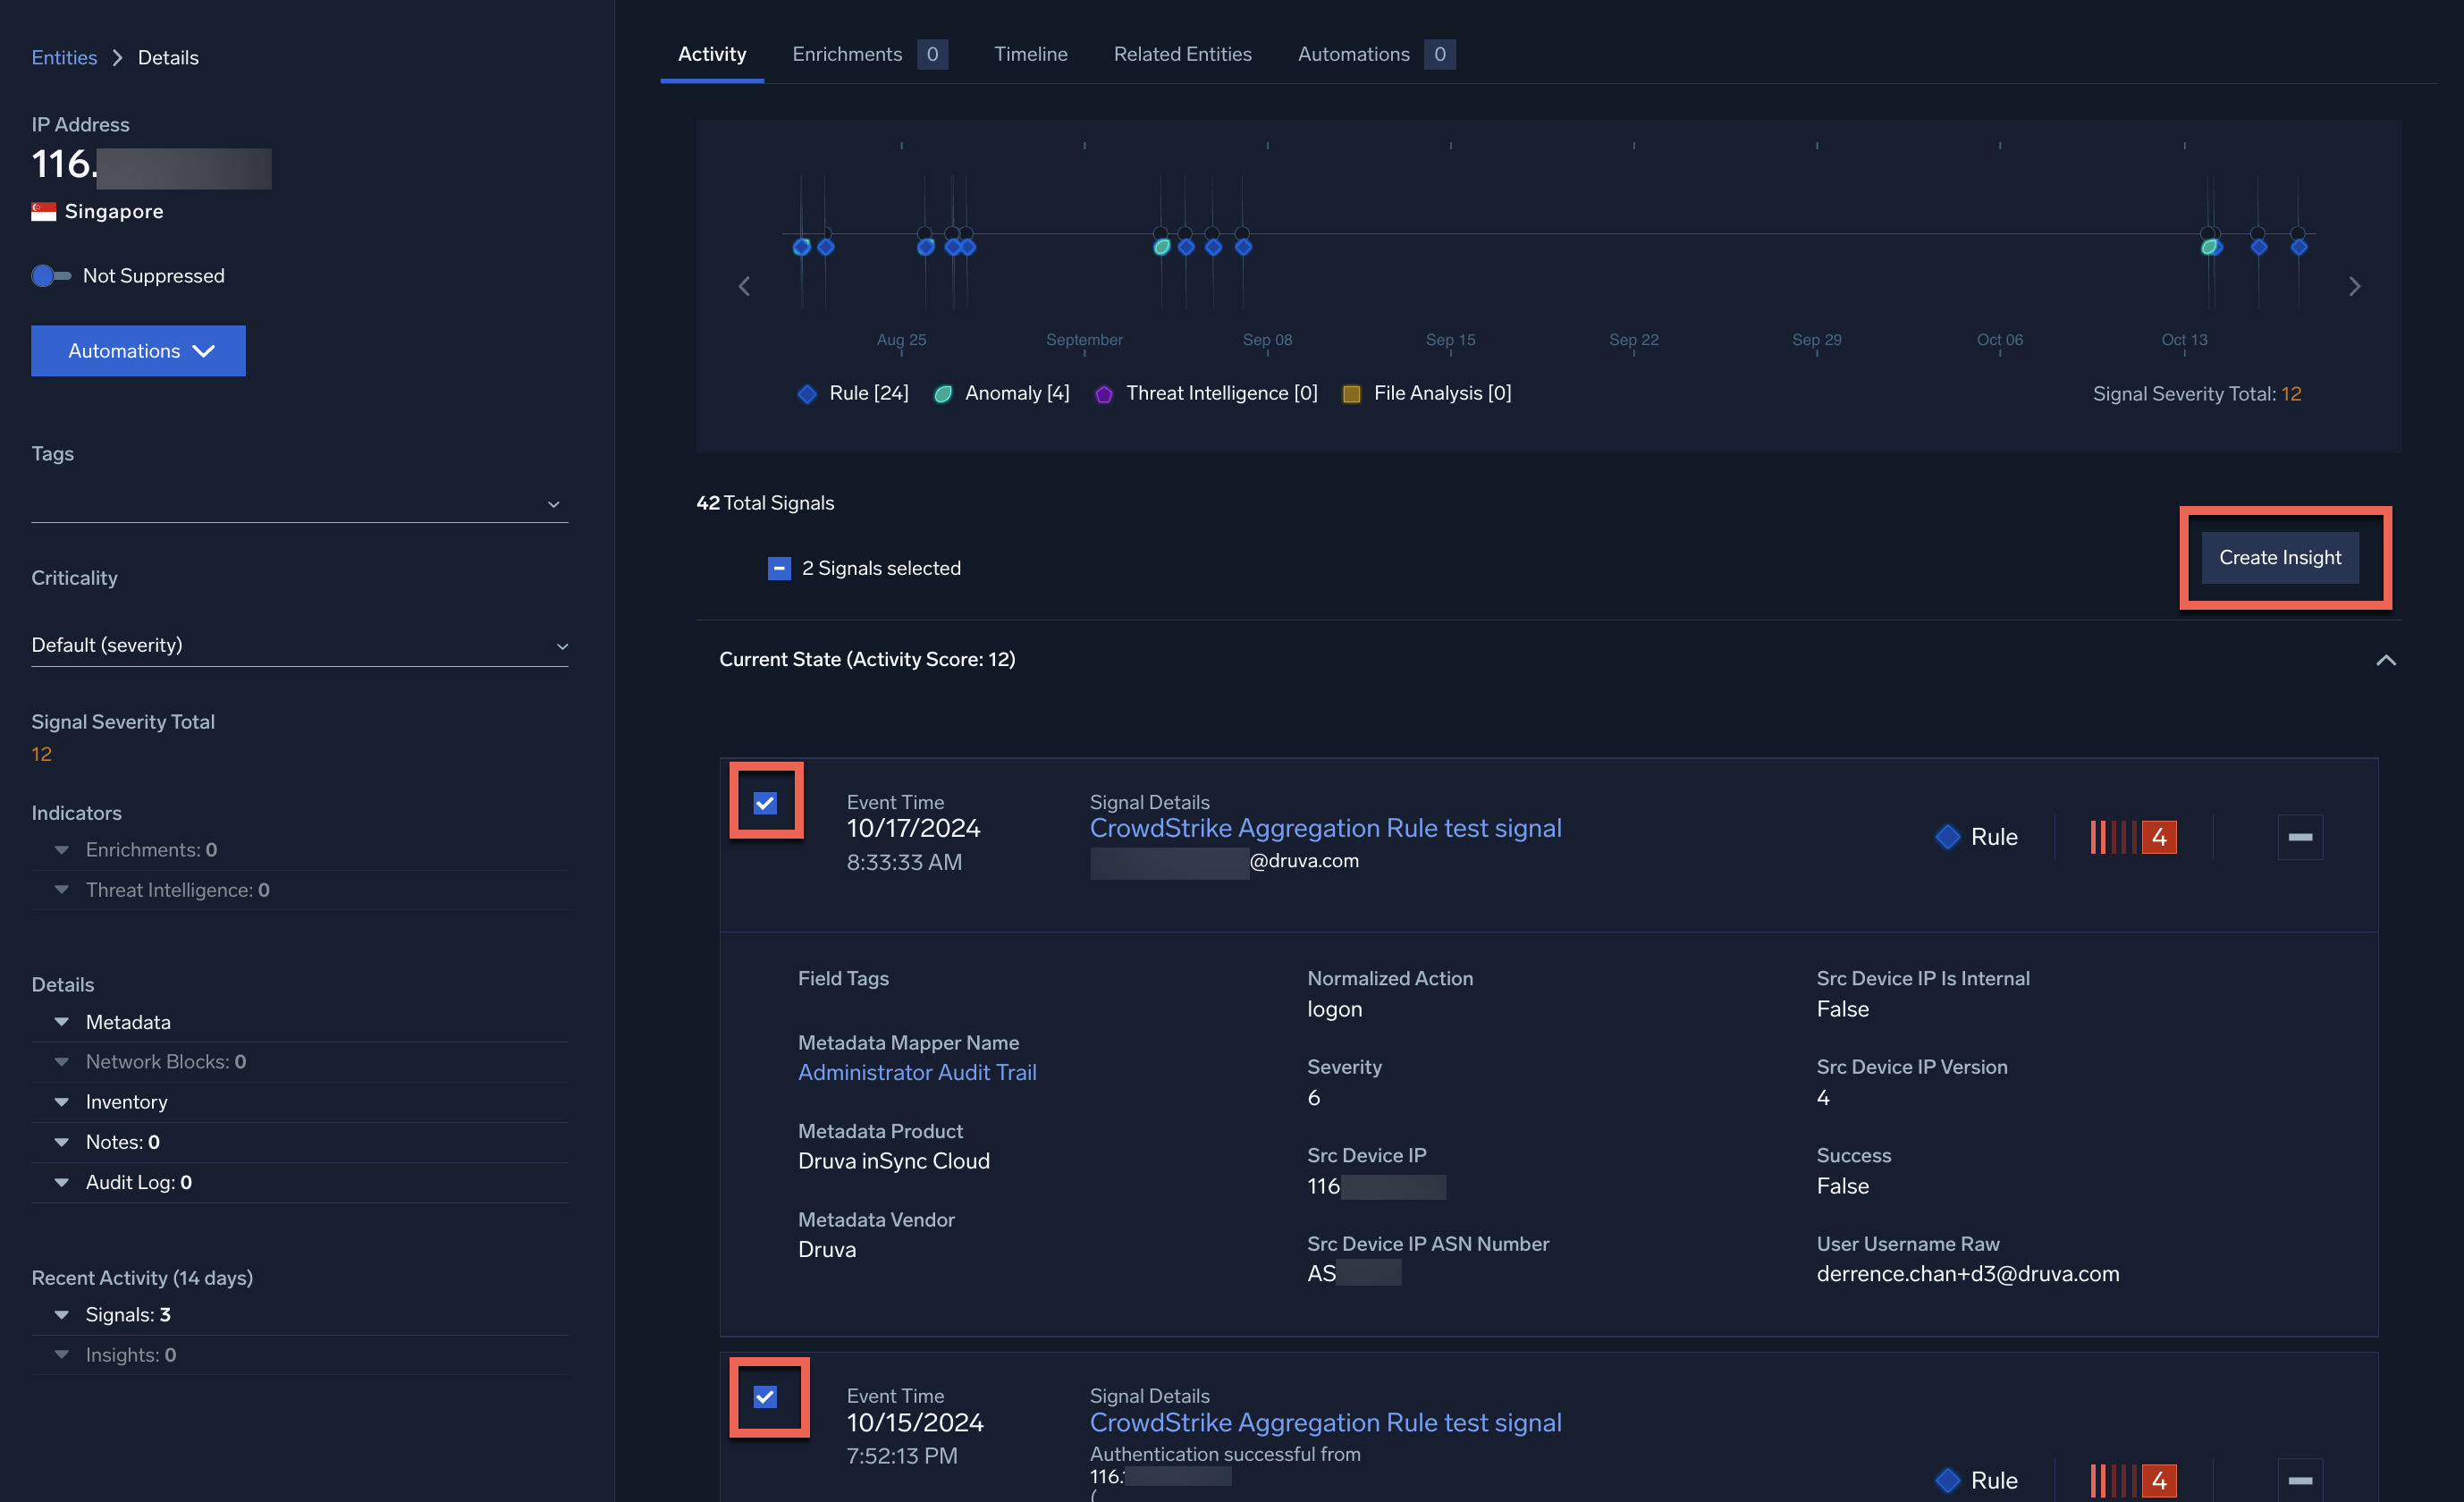 Entities > Details
IP Address
116.
Singapore
Not Suppressed
Automations
Tags
Criticality
Default (severity)
Signal Severity Total
12
Indicators
Enrichments: 0
Threat Intelligence: 0
Details
Metadata
Network Blocks: 0
Inventory
Notes: 0
Audit Log: 0
Recent Activity (14 days)
Signals: 3
Insights: 0
Activity Enrichments 0 Timeline Related Entities Automations 0
Aug 25 September Sep 08 Sep 15 Sep 22 Sep 29 Oct 06 Oct 13
Rule [24] Anomaly [4] Threat Intelligence [0] File Analysis [0] Signal Severity Total: 12
42 Total Signals
2 Signals selected
Create Insight
Current State (Activity Score: 12)
Event Time
10/17/2024
8:33:33 AM
Signal Details
CrowdStrike Aggregation Rule test signal
@druva.com
Rule
4
Field Tags
Metadata Mapper Name
Administrator Audit Trail
Metadata Product
Druva inSync Cloud
Metadata Vendor
Druva
Normalized Action
logon
Severity
6
Src Device IP
116
Src Device IP ASN Number
AS
Src Device IP Is Internal
False
Src Device IP Version
4
Success
False
User Username Raw
derrence.chan+d3@druva.com
Event Time
10/15/2024
7:52:13 PM
Signal Details
CrowdStrike Aggregation Rule test signal
Authentication successful from
116.
(
Rule
4